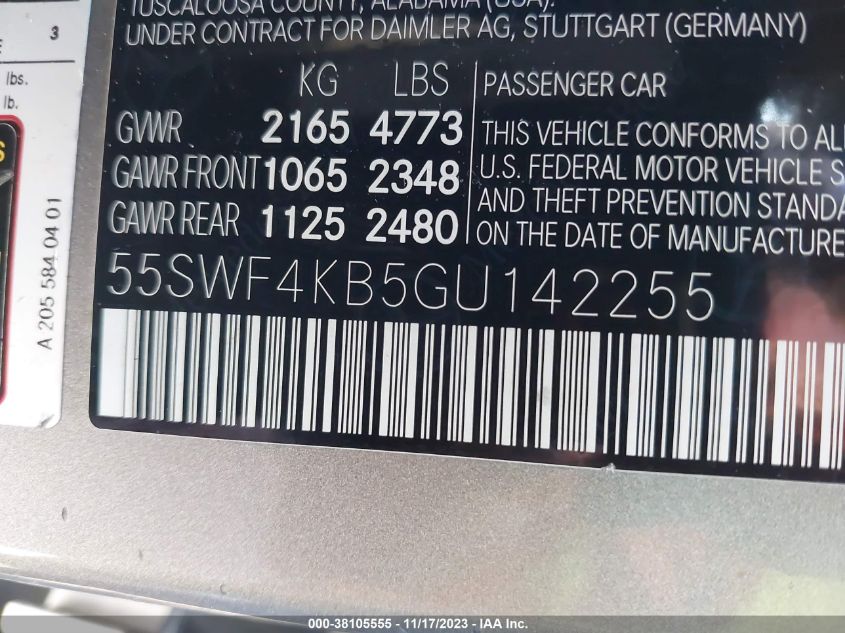 TUSCALOOSA COUNTY, ALABAMA (USA).
UNDER CONTRACT FOR DAIMLER AG, STUTTGART (GERMANY)
KG LBS
GVWR 2165 4773
GAWR FRONT 1065 2348
GAWR REAR 1125 2480
PASSENGER CAR
THIS VEHICLE CONFORMS TO ALL
U.S. FEDERAL MOTOR VEHICLE S
AND THEFT PREVENTION STANDA
ON THE DATE OF MANUFACTURE
55SWF4KB5GU142255
E 3
lbs.
lb.
S
A 205 584 04 01
000-38105555 — 11/17/2023 — IAA Inc.